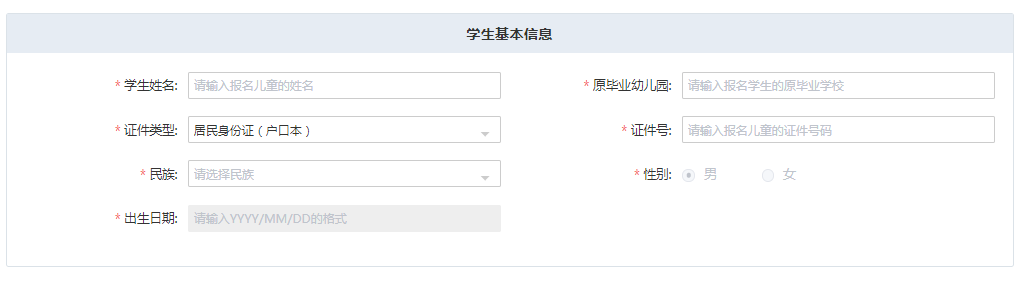 学生基本信息
* 学生姓名: 请输入报名儿童的姓名 * 原毕业幼儿园: 请输入报名学生的原毕业学校
* 证件类型: 居民身份证（户口本） * 证件号: 请输入报名儿童的证件号码
* 民族: 请选择民族 * 性别: 男 女
* 出生日期: 请输入YYYY/MM/DD的格式